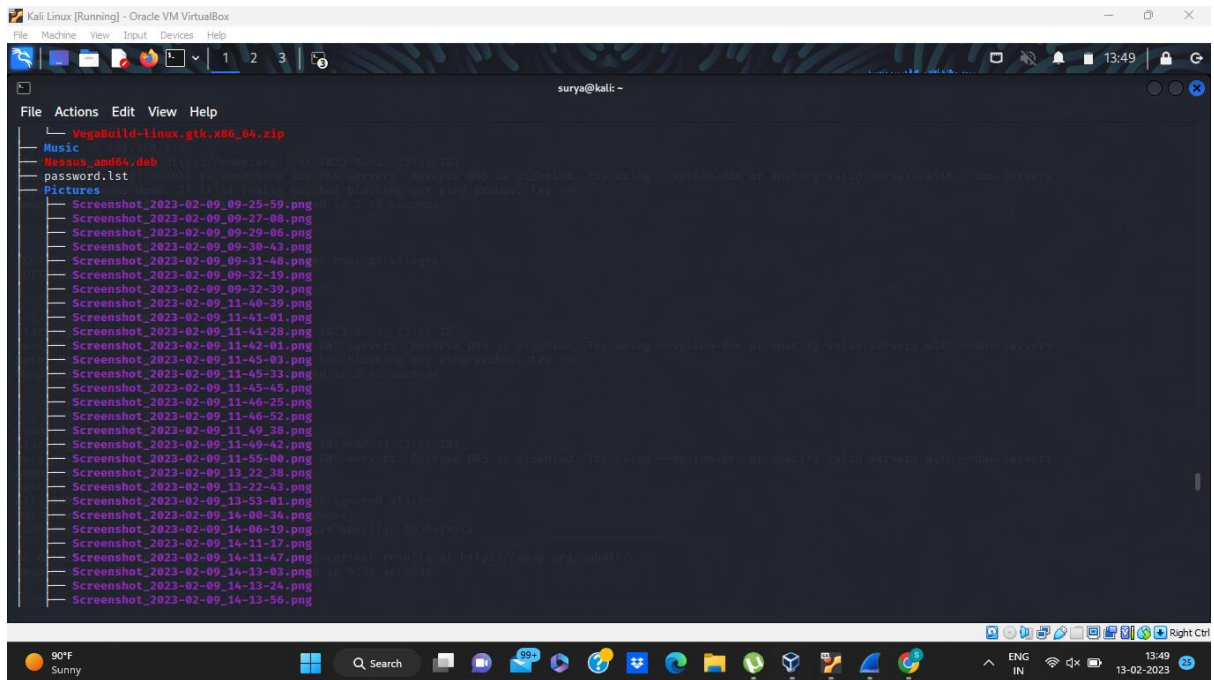 Kali Linux [Running] - Oracle VM VirtualBox
File Machine View Input Devices Help
1 2 3 13:49
surya@kali: ~
File Actions Edit View Help
│ └── VegaBuild-linux.gtk.x86_64.zip
├── Music
├── Nessus_amd64.deb
├── password.lst
├── Pictures
│ ├── Screenshot_2023-02-09_09-25-59.png
│ ├── Screenshot_2023-02-09_09-27-08.png
│ ├── Screenshot_2023-02-09_09-29-06.png
│ ├── Screenshot_2023-02-09_09-30-43.png
│ ├── Screenshot_2023-02-09_09-31-48.png
│ ├── Screenshot_2023-02-09_09-32-19.png
│ ├── Screenshot_2023-02-09_09-32-39.png
│ ├── Screenshot_2023-02-09_11-40-39.png
│ ├── Screenshot_2023-02-09_11-41-01.png
│ ├── Screenshot_2023-02-09_11-41-28.png
│ ├── Screenshot_2023-02-09_11-42-01.png
│ ├── Screenshot_2023-02-09_11-45-03.png
│ ├── Screenshot_2023-02-09_11-45-33.png
│ ├── Screenshot_2023-02-09_11-45-45.png
│ ├── Screenshot_2023-02-09_11-46-25.png
│ ├── Screenshot_2023-02-09_11-46-52.png
│ ├── Screenshot_2023-02-09_11_49_38.png
│ ├── Screenshot_2023-02-09_11-49-42.png
│ ├── Screenshot_2023-02-09_11-55-00.png
│ ├── Screenshot_2023-02-09_13_22_38.png
│ ├── Screenshot_2023-02-09_13-22-43.png
│ ├── Screenshot_2023-02-09_13-53-01.png
│ ├── Screenshot_2023-02-09_14-00-34.png
│ ├── Screenshot_2023-02-09_14-06-19.png
│ ├── Screenshot_2023-02-09_14-11-17.png
│ ├── Screenshot_2023-02-09_14-11-47.png
│ ├── Screenshot_2023-02-09_14-13-03.png
│ ├── Screenshot_2023-02-09_14-13-24.png
│ ├── Screenshot_2023-02-09_14-13-56.png
Right Ctrl
90°F
Sunny
Search
99+
ENG
IN
13:49
13-02-2023
25